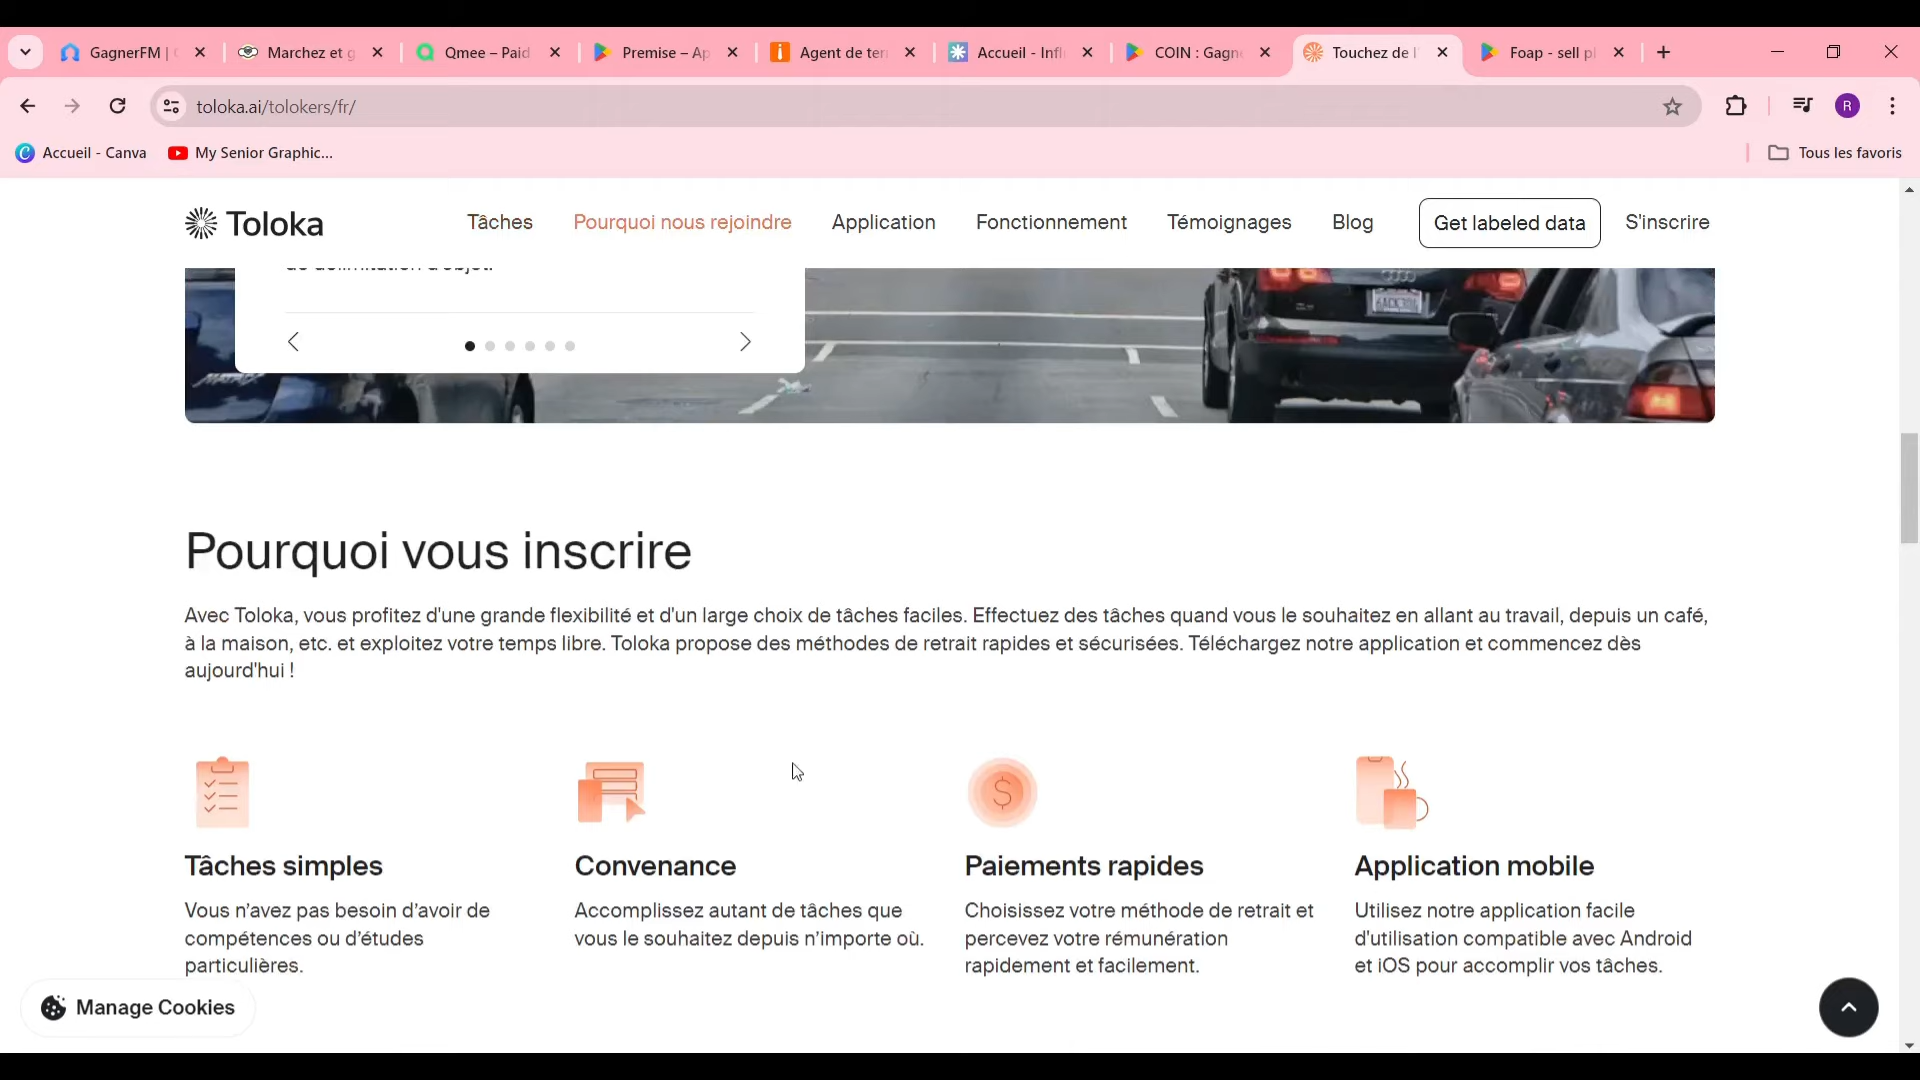 GagnerFM |
Marchez et g
Qmee – Paid
Premise – Ap
Agent de ter
Accueil - Infl
COIN : Gagne
Touchez de l'
Foap - sell pl
toloka.ai/tolokers/fr/
R
Accueil - Canva
My Senior Graphic...
Tous les favoris
Toloka
Tâches
Pourquoi nous rejoindre
Application
Fonctionnement
Témoignages
Blog
Get labeled data
S'inscrire
Pourquoi vous inscrire
Avec Toloka, vous profitez d'une grande flexibilité et d'un large choix de tâches faciles. Effectuez des tâches quand vous le souhaitez en allant au travail, depuis un café,
à la maison, etc. et exploitez votre temps libre. Toloka propose des méthodes de retrait rapides et sécurisées. Téléchargez notre application et commencez dès
aujourd'hui !
Tâches simples
Vous n’avez pas besoin d’avoir de
compétences ou d’études
particulières.
Convenance
Accomplissez autant de tâches que
vous le souhaitez depuis n’importe où.
Paiements rapides
Choisissez votre méthode de retrait et
percevez votre rémunération
rapidement et facilement.
Application mobile
Utilisez notre application facile
d'utilisation compatible avec Android
et iOS pour accomplir vos tâches.
Manage Cookies